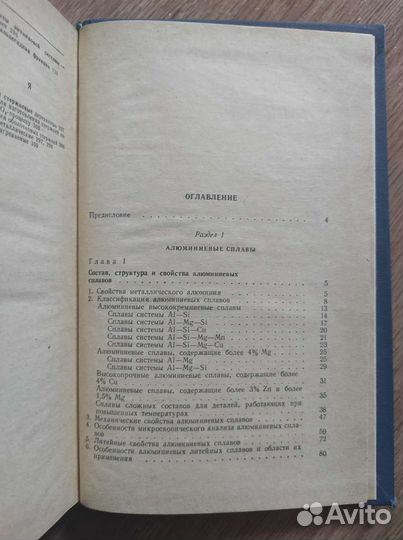 Я
ОГЛАВЛЕНИЕ
Предисловие . . . . . . . . . . 4
Раздел I
АЛЮМИНИЕВЫЕ СПЛАВЫ
Глава 1
Состав, структура и свойства алюминиевых
сплавов . . . . . . . . . . 5
1. Свойства металлического алюминия . . . 5
2. Классификация алюминиевых сплавов . . . 8
Алюминиевые высококремниевые сплавы . . . 13
Сплавы системы Al—Si . . . 14
Сплавы системы Al—Mg—Si . . . 17
Сплавы системы Al—Si—Cu . . . 20
Сплавы системы Al—Si—Mg—Mn . . . 21
Сплавы системы Al—Si—Mg—Cu . . . 23
Алюминиевые сплавы, содержащие более 4% Mg . 25
Сплавы системы Al—Mg . . . 25
Сплавы системы Al—Mg—Si . . . 29
Высокопрочные алюминиевые сплавы, содержащие более
4% Cu . . . 31
Алюминиевые сплавы, содержащие более 3% Zn и более
1,5% Mg . . . 35
Сплавы сложных составов для деталей, работающих при
повышенных температурах . . . 38
3. Механические свойства алюминиевых сплавов . . . 47
4. Особенности микроскопического анализа алюминиевых спла-
вов . . . 59
5. Литейные свойства алюминиевых сплавов . . . 72
6. Особенности алюминиевых литейных сплавов и области их
применения . . . 80
Avito